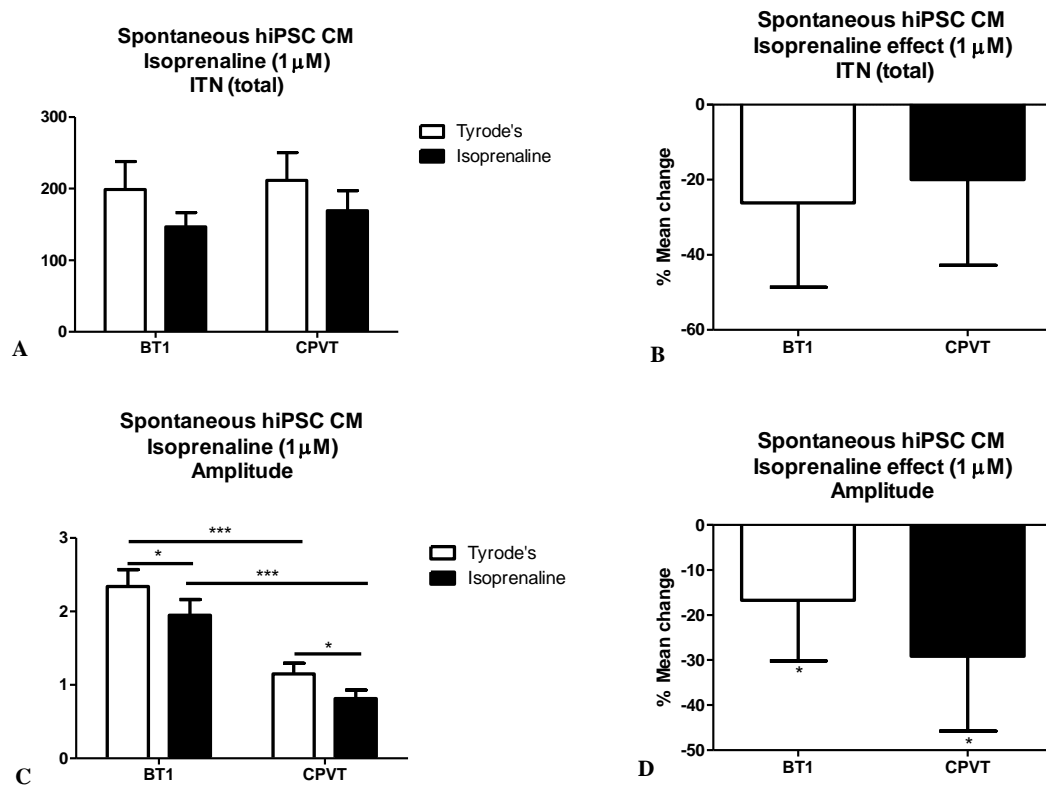 Spontaneous hiPSC CM
Isoprenaline (1 μM)
ITN (total)
300
200
100
0
BT1
CPVT
Tyrode's
Isoprenaline
A
Spontaneous hiPSC CM
Isoprenaline effect (1 μM)
ITN (total)
% Mean change
0
-20
-40
-60
BT1
CPVT
B
Spontaneous hiPSC CM
Isoprenaline (1 μM)
Amplitude
3
2
1
0
***
*
***
*
BT1
CPVT
Tyrode's
Isoprenaline
C
Spontaneous hiPSC CM
Isoprenaline effect (1 μM)
Amplitude
% Mean change
0
-10
-20
-30
-40
-50
*
*
BT1
CPVT
D